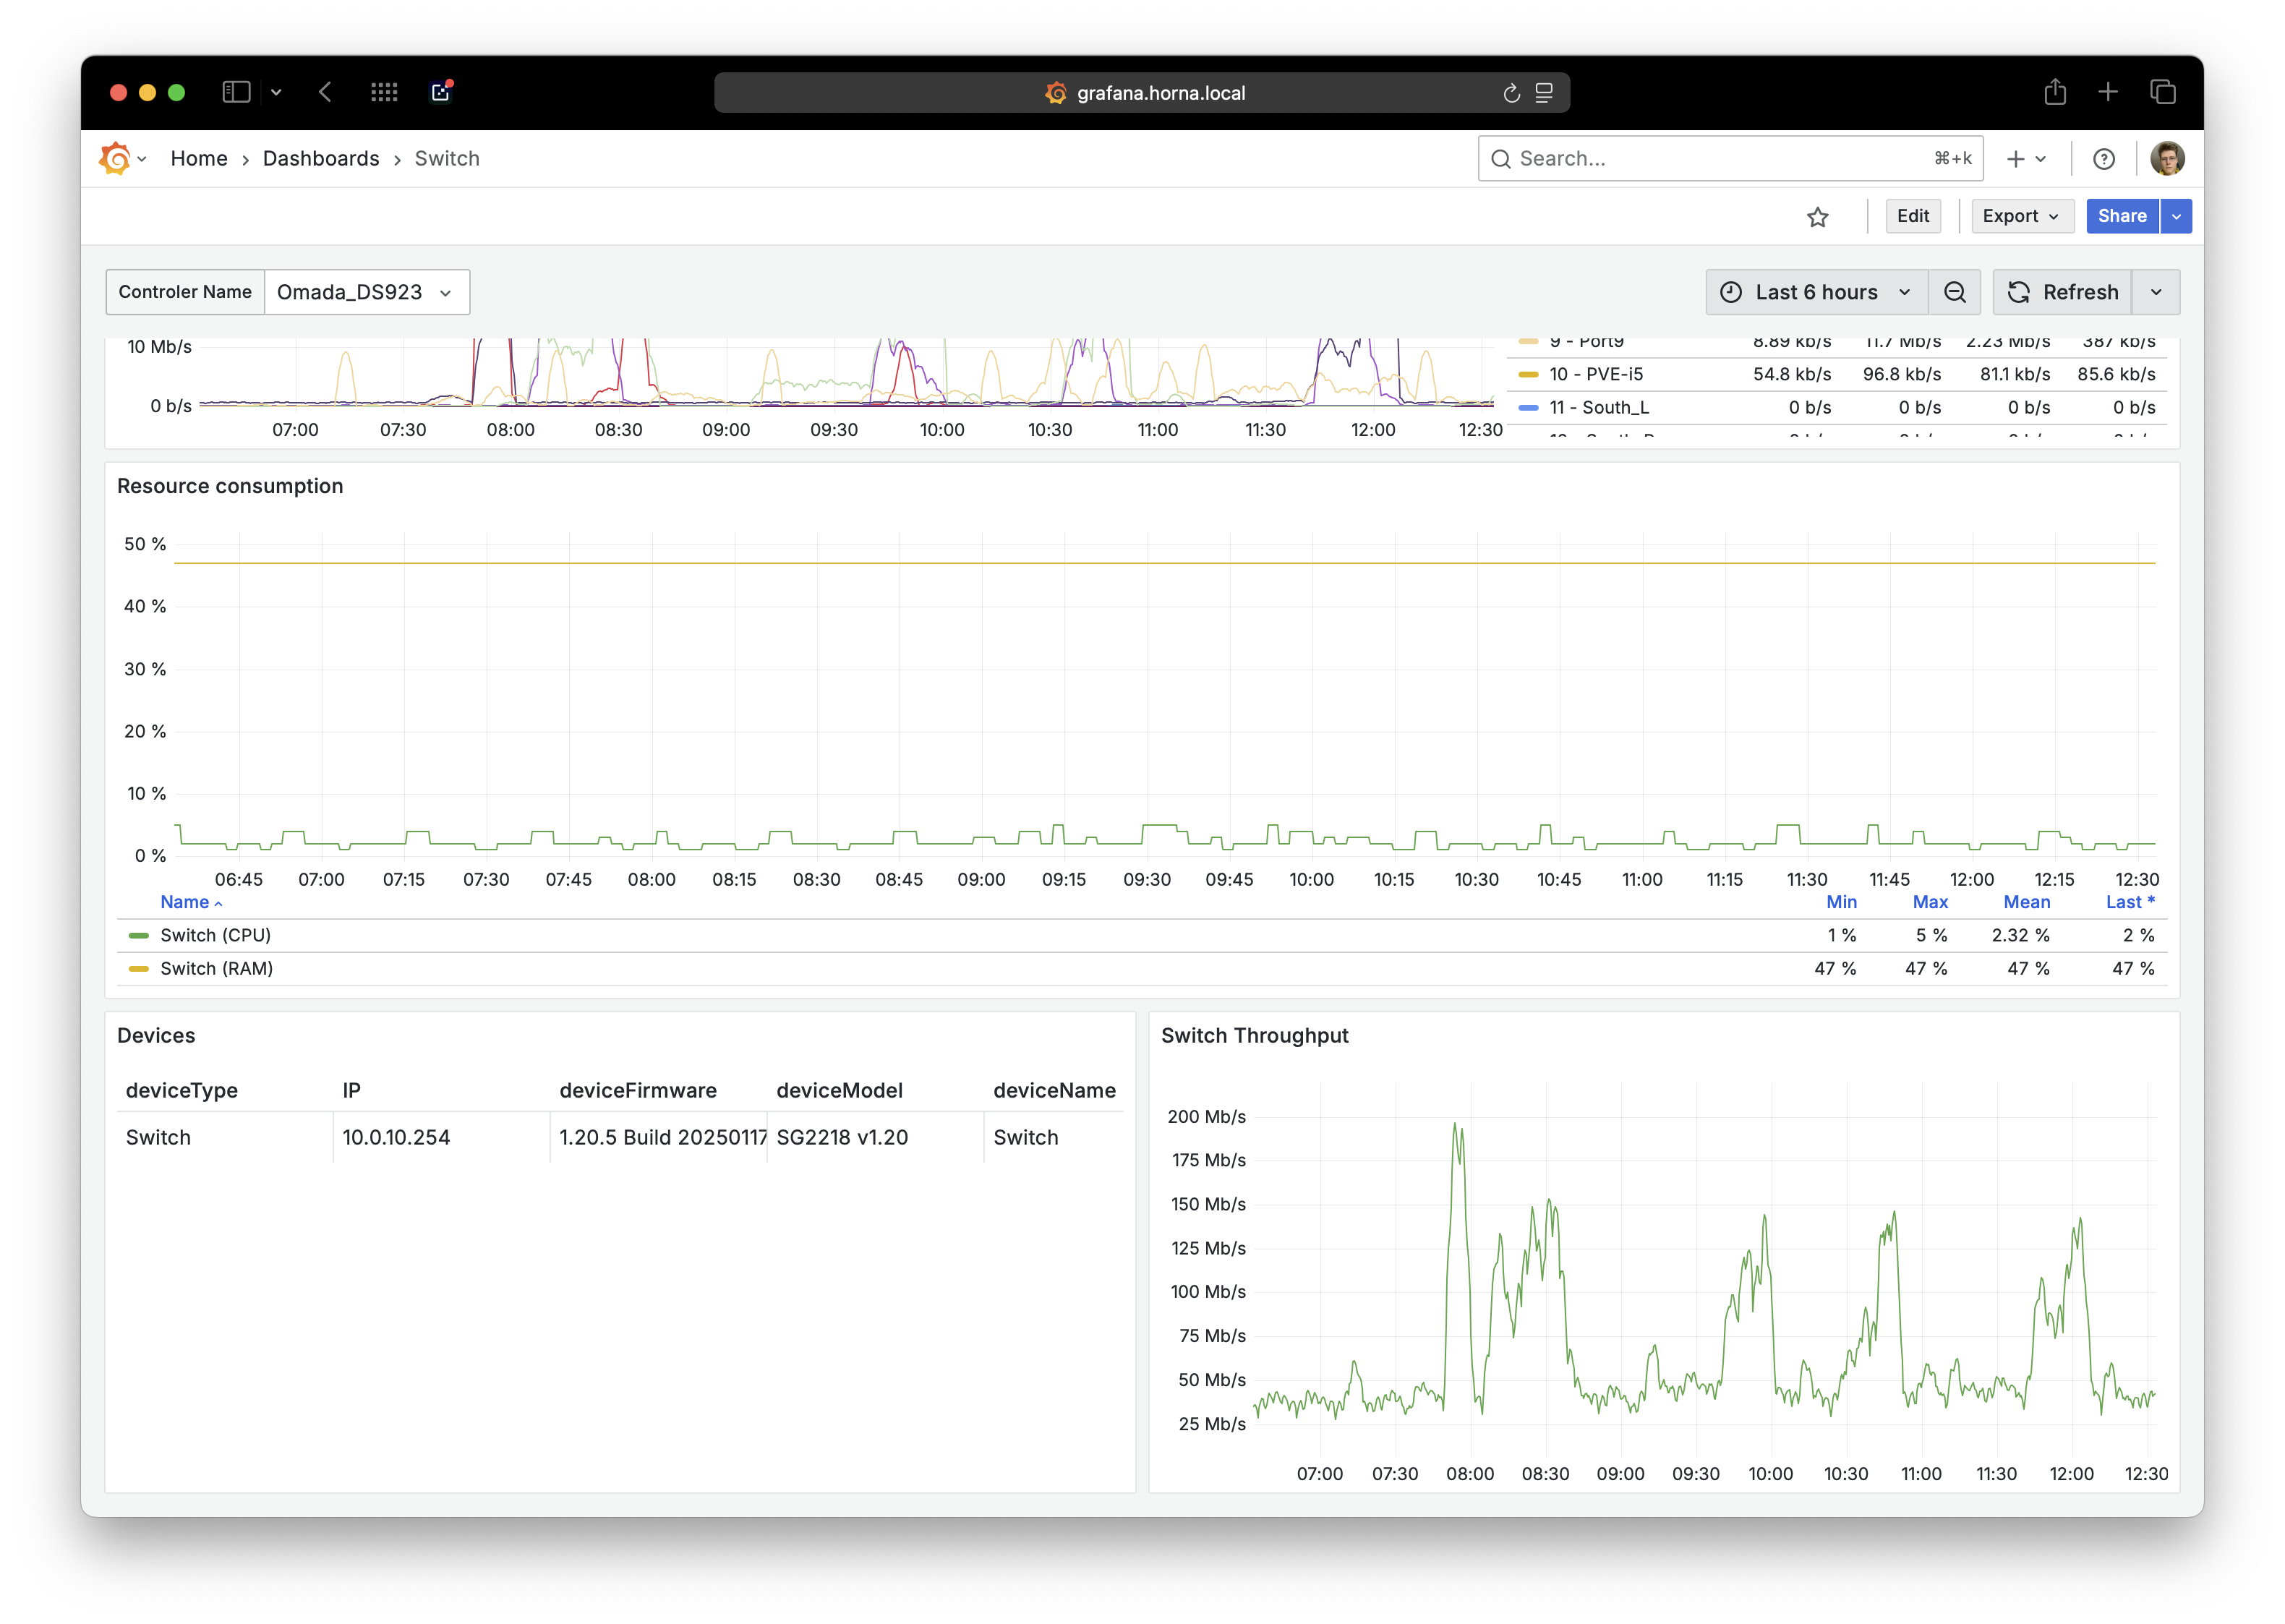 grafana.horna.local
Home › Dashboards › Switch
Search... ⌘+k
Edit Export Share
Controler Name Omada_DS923
Last 6 hours Refresh
10 Mb/s
0 b/s
07:00 07:30 08:00 08:30 09:00 09:30 10:00 10:30 11:00 11:30 12:00 12:30
9 - Port9 8.89 kb/s 11.7 Mb/s 2.23 Mb/s 387 kb/s
10 - PVE-i5 54.8 kb/s 96.8 kb/s 81.1 kb/s 85.6 kb/s
11 - South_L 0 b/s 0 b/s 0 b/s 0 b/s
Resource consumption
50 %
40 %
30 %
20 %
10 %
0 %
06:45 07:00 07:15 07:30 07:45 08:00 08:15 08:30 08:45 09:00 09:15 09:30 09:45 10:00 10:15 10:30 10:45 11:00 11:15 11:30 11:45 12:00 12:15 12:30
Name Min Max Mean Last *
Switch (CPU) 1 % 5 % 2.32 % 2 %
Switch (RAM) 47 % 47 % 47 % 47 %
Devices
deviceType IP deviceFirmware deviceModel deviceName
Switch 10.0.10.254 1.20.5 Build 20250117 SG2218 v1.20 Switch
Switch Throughput
200 Mb/s
175 Mb/s
150 Mb/s
125 Mb/s
100 Mb/s
75 Mb/s
50 Mb/s
25 Mb/s
07:00 07:30 08:00 08:30 09:00 09:30 10:00 10:30 11:00 11:30 12:00 12:30